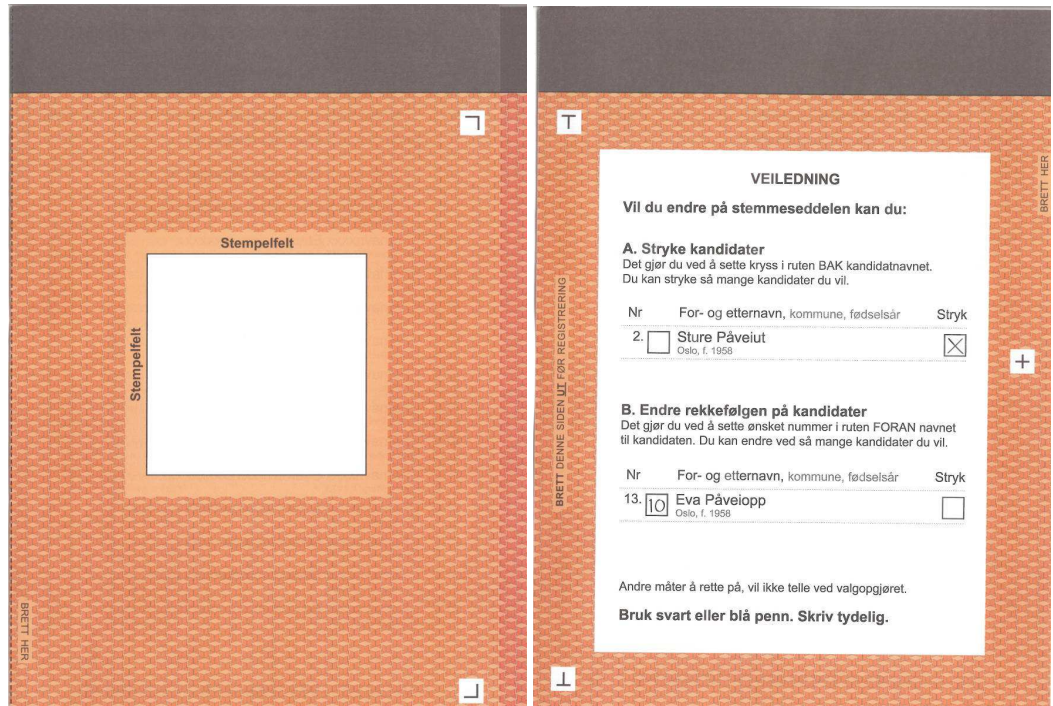 Stempelfelt
Stempelfelt
BRETT HER
VEILEDNING
Vil du endre på stemmeseddelen kan du:
A. Stryke kandidater
Det gjør du ved å sette kryss i ruten BAK kandidatnavnet.
Du kan stryke så mange kandidater du vil.
Nr For- og etternavn, kommune, fødselsår Stryk
2. Sture Påveiut X
Oslo, f. 1958
B. Endre rekkefølgen på kandidater
Det gjør du ved å sette ønsket nummer i ruten FORAN navnet
til kandidaten. Du kan endre ved så mange kandidater du vil.
Nr For- og etternavn, kommune, fødselsår Stryk
13. 10 Eva Påveiopp
Oslo, f. 1958
Andre måter å rette på, vil ikke telle ved valgopgjøret.
Bruk svart eller blå penn. Skriv tydelig.
BRETT DENNE SIDEN UT FØR REGISTRERING
BRETT HER